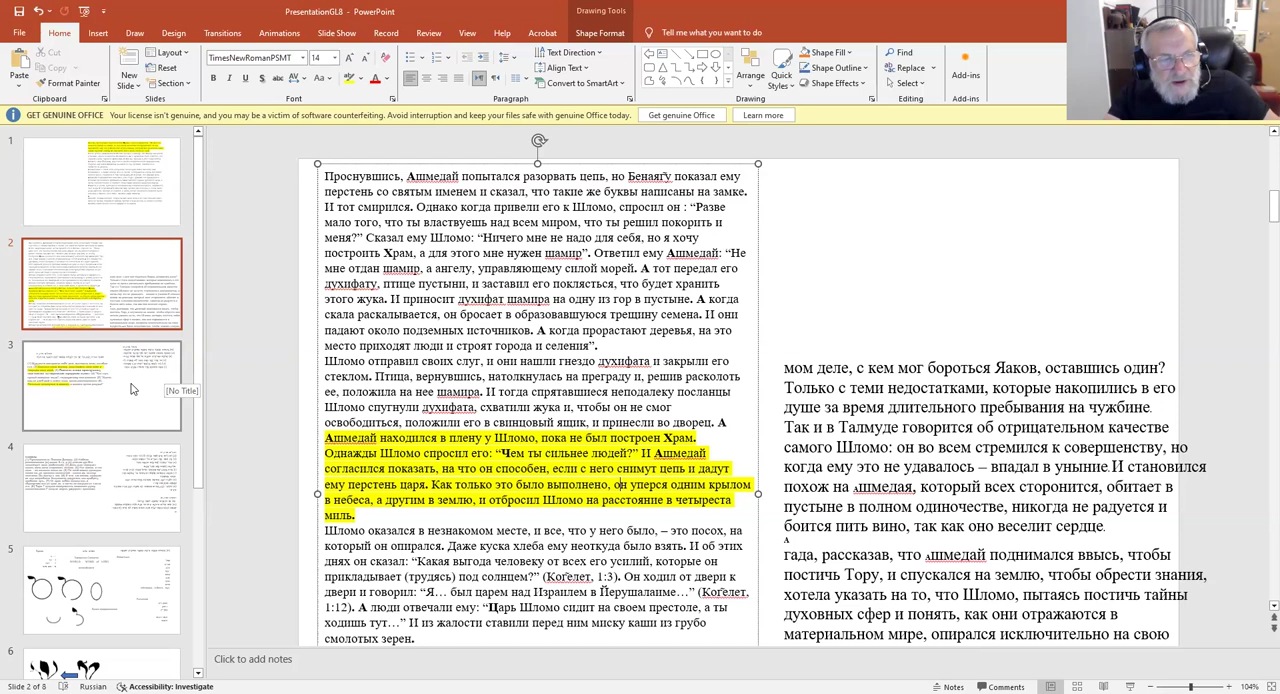 PresentationGL8 - PowerPoint
Drawing Tools
File Home Insert Draw Design Transitions Animations Slide Show Record Review View Help Acrobat Shape Format Tell me what you want to do
Paste
Cut
Copy
Format Painter
Clipboard
New Slide
Layout
Reset
Section
Slides
TimesNewRomanPSMT 14
Font
Text Direction
Align Text
Convert to SmartArt
Paragraph
Arrange
Quick Styles
Shape Fill
Shape Outline
Shape Effects
Drawing
Find
Replace
Select
Editing
Add-ins
Add-ins
GET GENUINE OFFICE Your license isn't genuine, and you may be a victim of software counterfeiting. Avoid interruption and keep your files safe with genuine Office today. Get genuine Office Learn more
1
2
3
[No Title]
4
5
6
Проснувшись, Ашмедай попытался порвать цепь, но Бенаягу показал ему
перстень со святым именем и сказал, что такие же буквы написаны на замке.
И тот смирился. Однако когда привели его к Шломо, спросил он : “Разве
мало того, что ты властвуешь над всем миром, что ты решил покорить и
меня?” Сказал ему Шломо: “Ничего мне не надо для себя, но я хочу
построить Храм, а для этого мне нужен шамир”. Ответил ему Ашмедай: “Не
мне отдан шамир, а ангелу, управляющему силой морей. А тот передал его
духифату, птице пустынной, которая поклялается, что будет хранить
этого жука. И приносит духифат шамира на вершину гор в пустыне. А когда
скала раскалывается, он бросает в образовавшуюся трещину семена. И они
падают около подземных источников. А когда прорастают деревья, на это
место приходят люди и строят города и селения”.
Шломо отправил своих слуг, и они нашли гнездо духифата и закрыли его
стеклом. Птица, вернувшись, стала смотреть на преграду и, решив расколоть
ее, положила на нее шамира. И тогда спрятавшиеся неподалеку посланцы
Шломо спугнули духифата, схватили жука и, чтобы он не смог
освободиться, положили его в свинцовый ящик, и принесли во дворец. А
Ашмедай находился в плену у Шломо, пока не был построен Храм.
Однажды Шломо спросил его: “Чем ты сильнее людей?” И Ашмедай
согласился показать, на что способен, если с него снимут цепь и дадут
ему перстень царя. Как только это было выполнено, он уперся одним крылом
в небеса, а другим в землю, и отбросил Шломо на расстояние в четыреста
миль.
Шломо оказался в незнакомом месте, и все, что у него было, – это посох, на
который он опирался. Даже куска хлеба ему неоткуда было взять. И об этих
днях он сказал: “Какая выгода человеку от всех его усилий, которые он
прикладывает (трудясь) под солнцем?” (Когелет, 1:3). Он ходил от двери к
двери и говорил: “Я… был царем над Израилем в Йерушалаиме…” (Когелет,
1:12). А люди отвечали ему: “Царь Шломо сидит на своем престоле, а ты
ходишь тут…” И из жалости ставили перед ним миску каши из грубо
смолотых зерен.
м деле, с кем мог бороться Яаков, оставшись один?
Только с теми недостатками, которые накопились в его
душе за время длительного пребывания на чужбине.
Так и в Талмуде говорится об отрицательном качестве
самого Шломо: он во всем стремился к совершенству, но
когда это не удавалось – впадал в уныние.И становился
похож на ашмедая, который всех сторонится, обитает в
пустыне в полном одиночестве, никогда не радуется и
боится пить вино, так как оно веселит сердце.
А
ада, рассказав, что Ашмедай поднимался ввысь, чтобы
постичь Тору, и спускался на землю, чтобы обрести знания,
хотела указать на то, что Шломо, пытаясь постичь тайны
духовных сфер и понять, как они отражаются в
материальном мире, опирался исключительно на свою
Click to add notes
Slide 2 of 8 Russian Accessibility: Investigate Notes Comments 104%